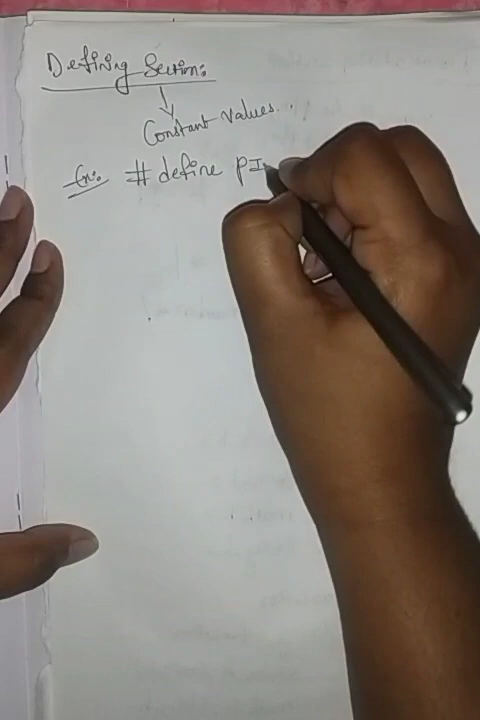 Defining Section:
Constant Values.
Ex: # define PI